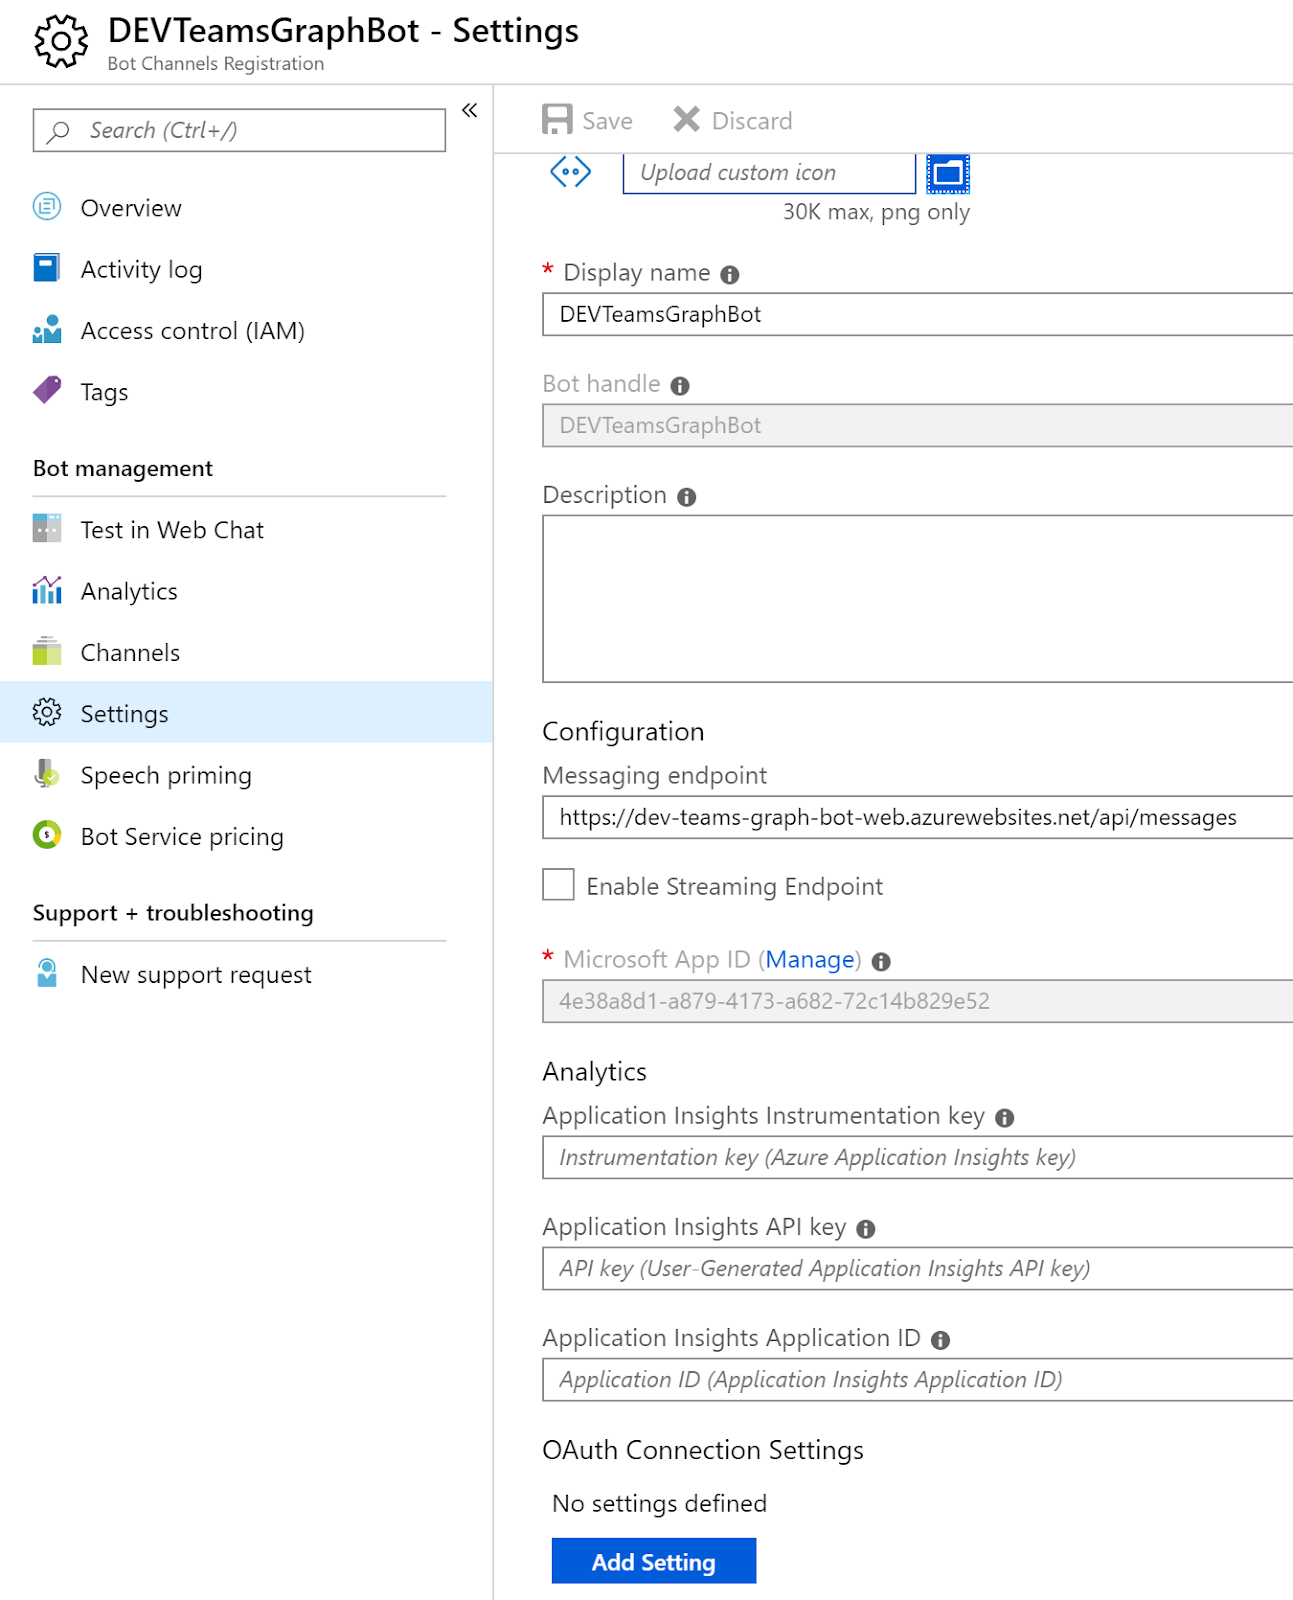 DEVTeamsGraphBot - Settings
Bot Channels Registration
Search (Ctrl+/)
Overview
Activity log
Access control (IAM)
Tags
Bot management
Test in Web Chat
Analytics
Channels
Settings
Speech priming
Bot Service pricing
Support + troubleshooting
New support request
Save Discard
Upload custom icon
30K max, png only
* Display name
DEVTeamsGraphBot
Bot handle
DEVTeamsGraphBot
Description
Configuration
Messaging endpoint
https://dev-teams-graph-bot-web.azurewebsites.net/api/messages
Enable Streaming Endpoint
* Microsoft App ID (Manage)
4e38a8d1-a879-4173-a682-72c14b829e52
Analytics
Application Insights Instrumentation key
Instrumentation key (Azure Application Insights key)
Application Insights API key
API key (User-Generated Application Insights API key)
Application Insights Application ID
Application ID (Application Insights Application ID)
OAuth Connection Settings
No settings defined
Add Setting